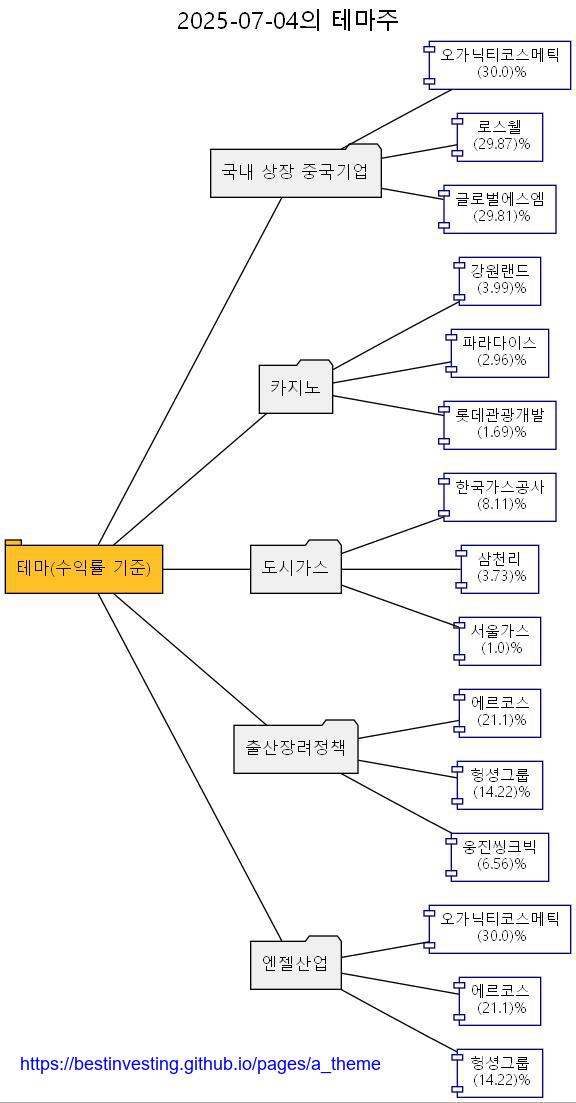 2025-07-04의 테마주
오가닉티코스메틱
(30.0)%
로스웰
(29.87)%
국내 상장 중국기업
글로벌에스엠
(29.81)%
강원랜드
(3.99)%
파라다이스
(2.96)%
카지노
롯데관광개발
(1.69)%
한국가스공사
(8.11)%
테마(수익률 기준)
도시가스
삼천리
(3.73)%
서울가스
(1.0)%
에르코스
(21.1)%
출산장려정책
헝셩그룹
(14.22)%
웅진씽크빅
(6.56)%
오가닉티코스메틱
(30.0)%
엔젤산업
에르코스
(21.1)%
헝셩그룹
(14.22)%
https://bestinvesting.github.io/pages/a_theme